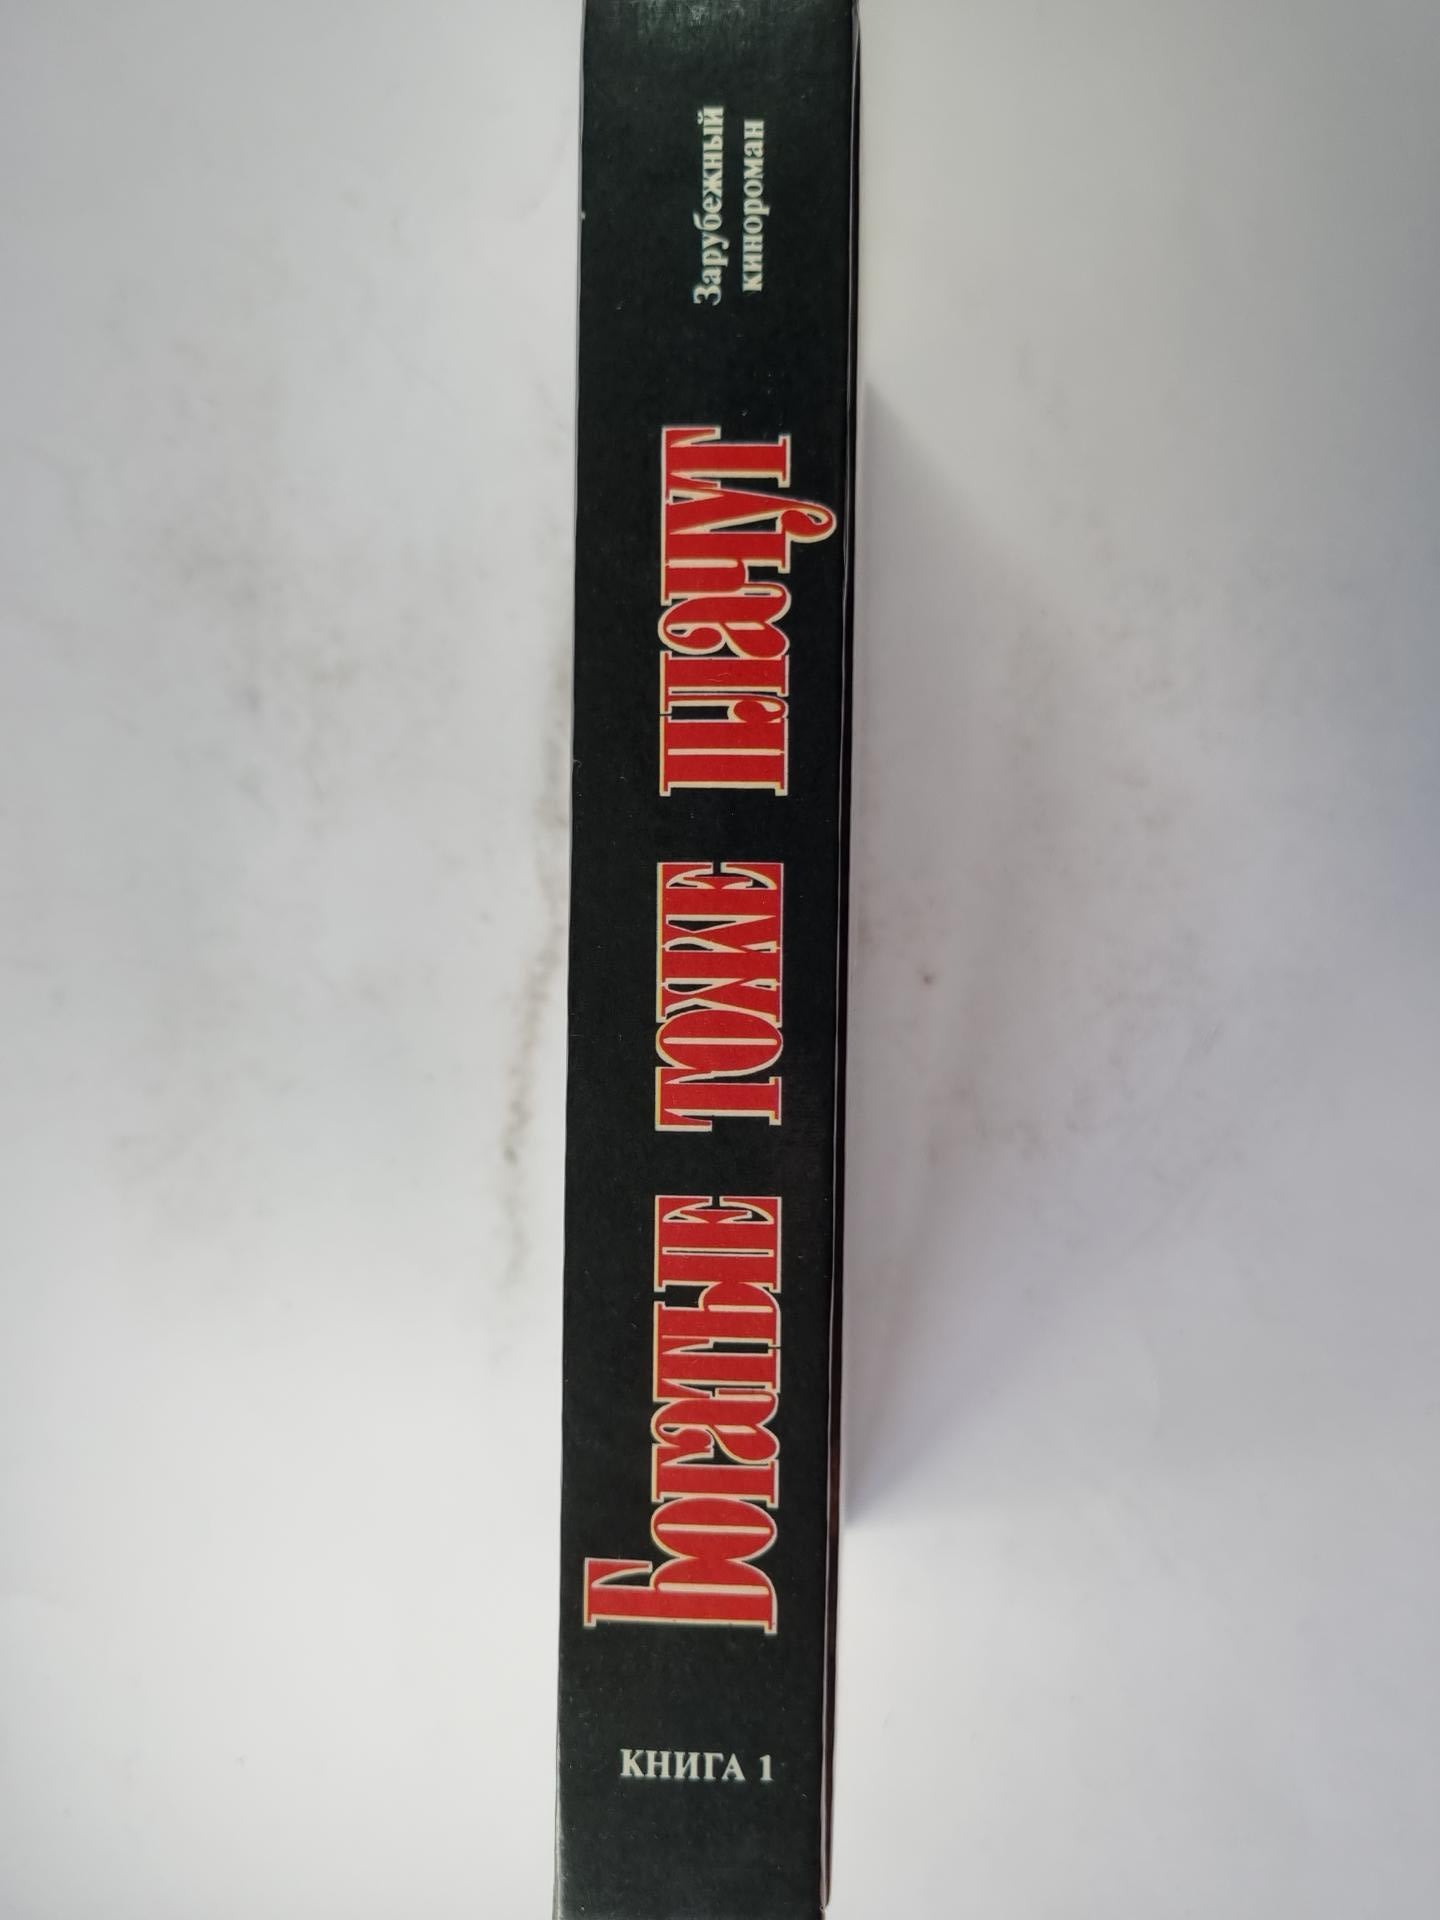 КНИГА 1
Богатые тоже плачут
Зарубежный
кинороман